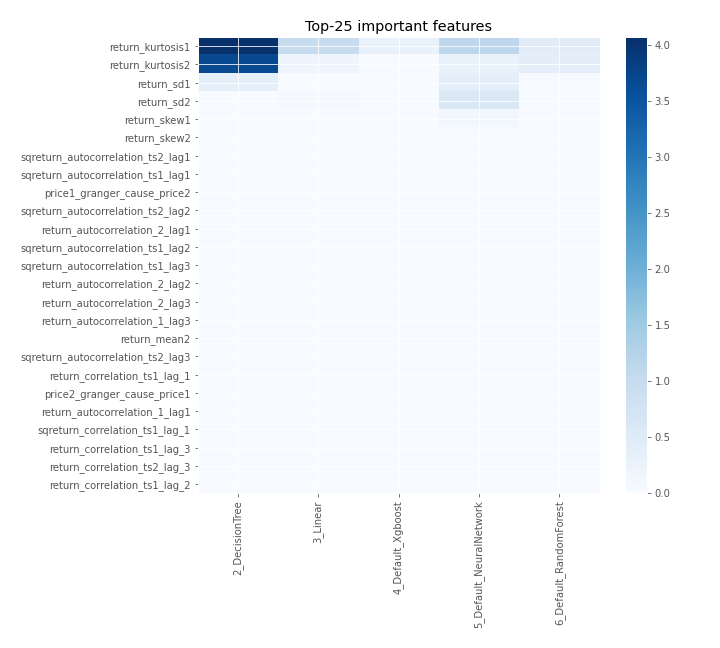 Top-25 important features
return_kurtosis1
return_kurtosis2
return_sd1
return_sd2
return_skew1
return_skew2
sqreturn_autocorrelation_ts2_lag1
sqreturn_autocorrelation_ts1_lag1
price1_granger_cause_price2
sqreturn_autocorrelation_ts2_lag2
return_autocorrelation_2_lag1
sqreturn_autocorrelation_ts1_lag2
sqreturn_autocorrelation_ts1_lag3
return_autocorrelation_2_lag2
return_autocorrelation_2_lag3
return_autocorrelation_1_lag3
return_mean2
sqreturn_autocorrelation_ts2_lag3
return_correlation_ts1_lag_1
price2_granger_cause_price1
return_autocorrelation_1_lag1
sqreturn_correlation_ts1_lag_1
return_correlation_ts1_lag_3
return_correlation_ts2_lag_3
return_correlation_ts1_lag_2
2_DecisionTree
3_Linear
4_Default_Xgboost
5_Default_NeuralNetwork
6_Default_RandomForest
4.0
3.5
3.0
2.5
2.0
1.5
1.0
0.5
0.0